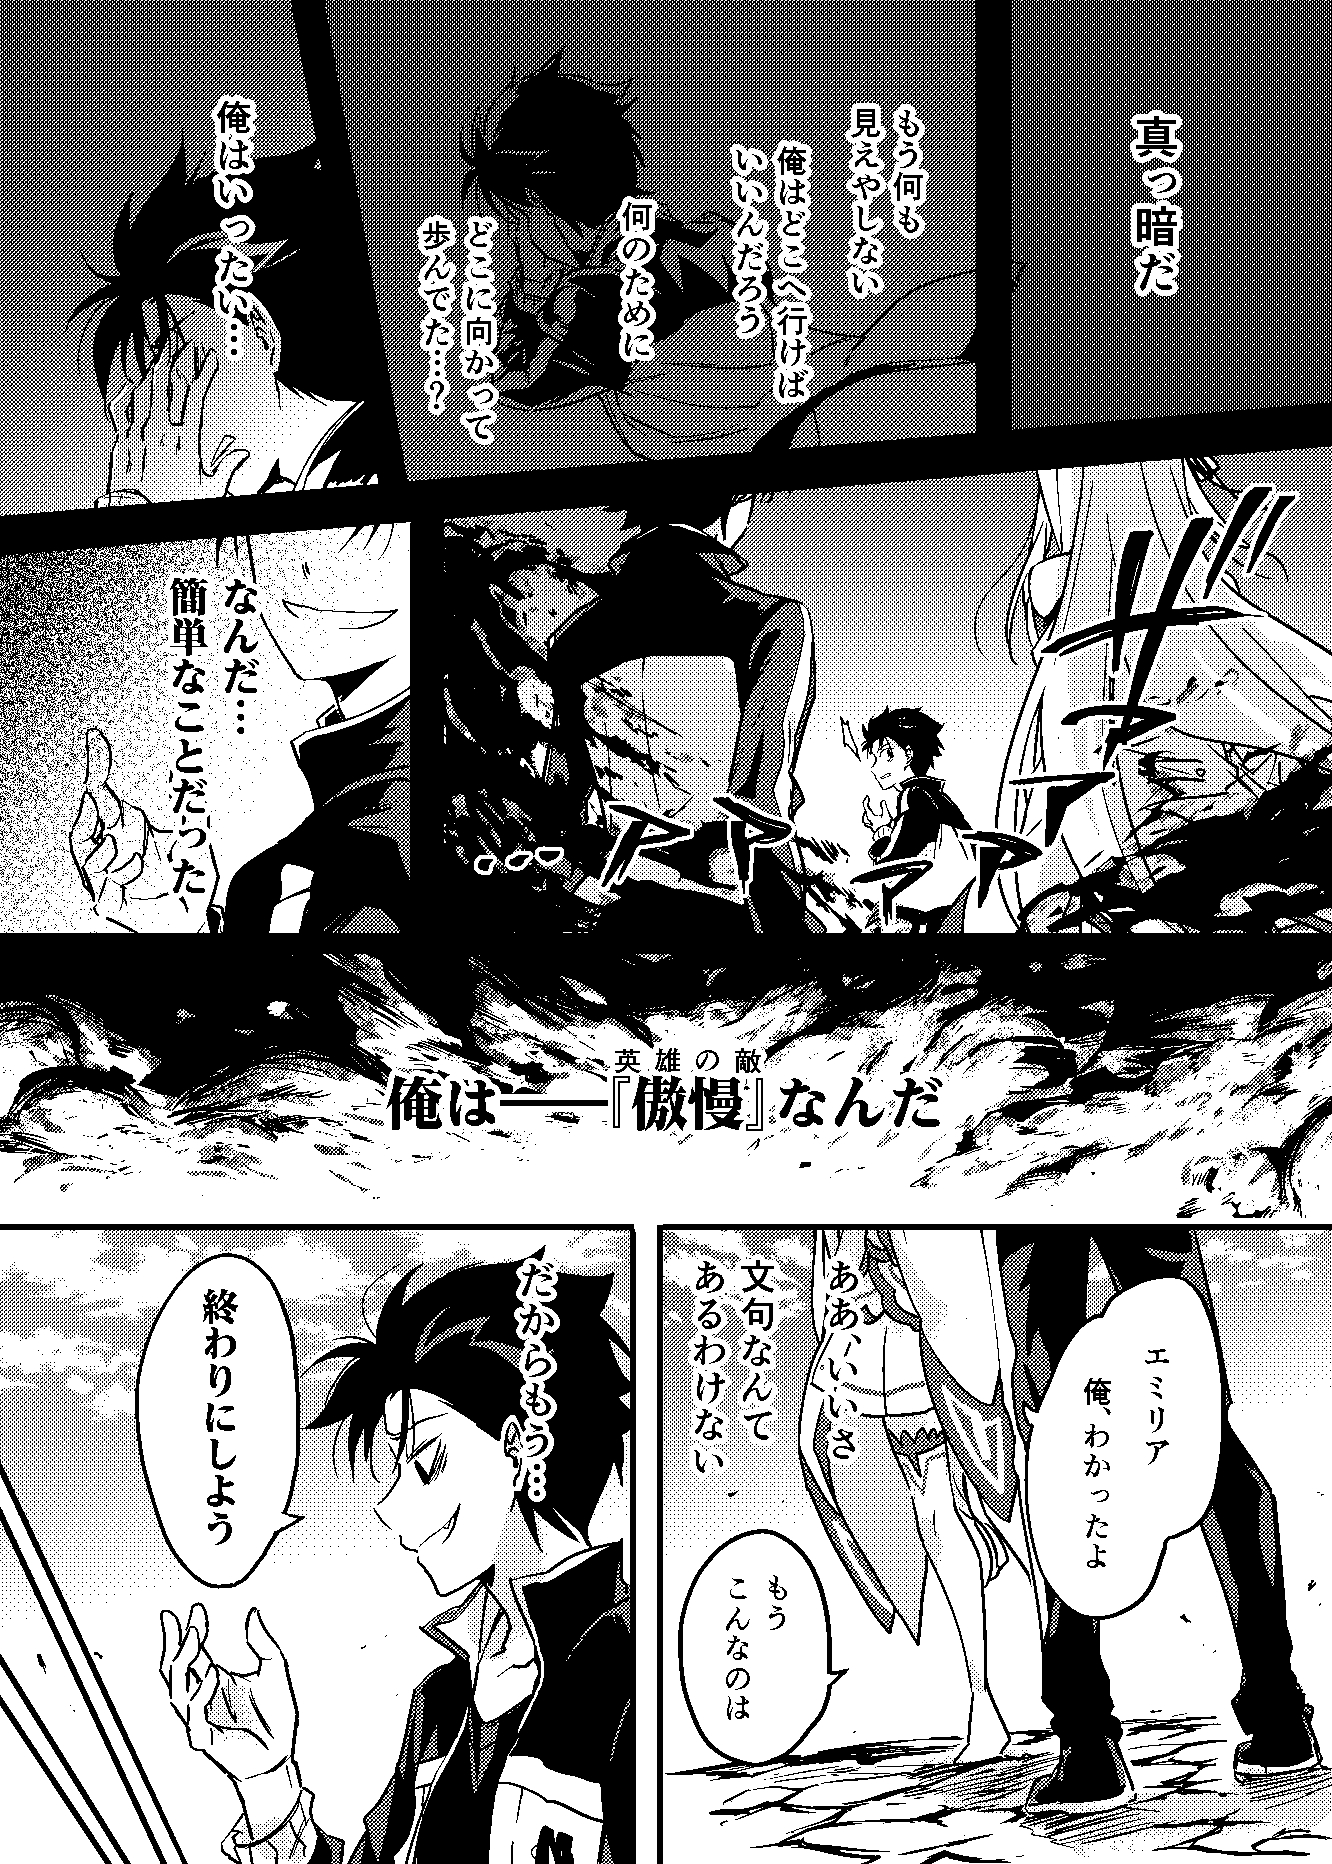 真っ暗だ
もう何も
見えやしない
俺はどこへ行けば
いいんだろう
何のために
どこに向かって
歩んでた…?
俺はいったい…
アアアアアア…
なんだ…
簡単なことだった、
英雄の敵
俺は――『傲慢』なんだ
エミリア
俺、わかったよ
ああ、いいさ
文句なんて
あるわけない
もう
こんなのは
だからもう…
終わりにしよう